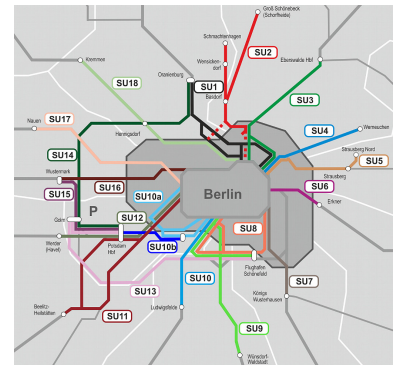 Groß Schönebeck
(Schorfheide)
Schmachtenhagen
SU2
Wensicken-
dorf
Kremmen
Eberswalde Hbf
Oranienburg
SU18
SU1
Basdorf
SU3
Nauen
SU17
Hennigsdorf
SU4
Werneuchen
SU14
Strausberg Nord
SU5
Wustermark
Strausberg
SU16
SU6
SU15
SU10a
Berlin
Erkner
P
Golm
SU12
SU8
Werder
(Havel)
Potsdam
Hbf
SU10b
Flughafen
Schönefeld
SU10
SU7
SU13
Königs
Wusterhausen
Beelitz-
Heilstätten
SU11
Ludwigsfelde
SU9
Wünsdorf-
Waldstadt